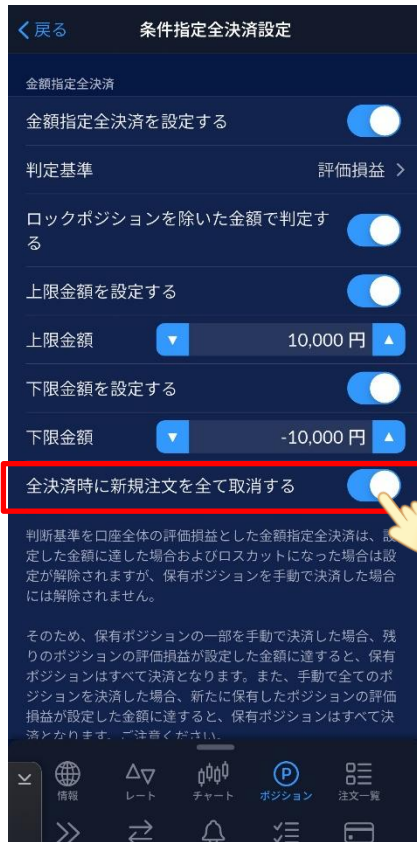 戻る 条件指定全決済設定
金額指定全決済
金額指定全決済を設定する
判定基準 評価損益
ロックポジションを除いた金額で判定す
る
上限金額を設定する
上限金額 ▼ 10,000 円 ▲
下限金額を設定する
下限金額 ▼ -10,000 円 ▲
全決済時に新規注文を全て取消する
判断基準を口座全体の評価損益とした金額指定全決済は、設
定した金額に達した場合およびロスカットになった場合は設
定が解除されますが、保有ポジションを手動で決済した場合
には解除されません。
そのため、保有ポジションの一部を手動で決済した場合、残
りのポジションの評価損益が設定した金額に達すると、保有
ポジションはすべて決済となります。また、手動で全てのポ
ジションを決済した場合、新たに保有したポジションの評価
損益が設定した金額に達すると、保有ポジションはすべて決
済となります。ご注意ください。
情報 レート チャート ポジション 注文一覧